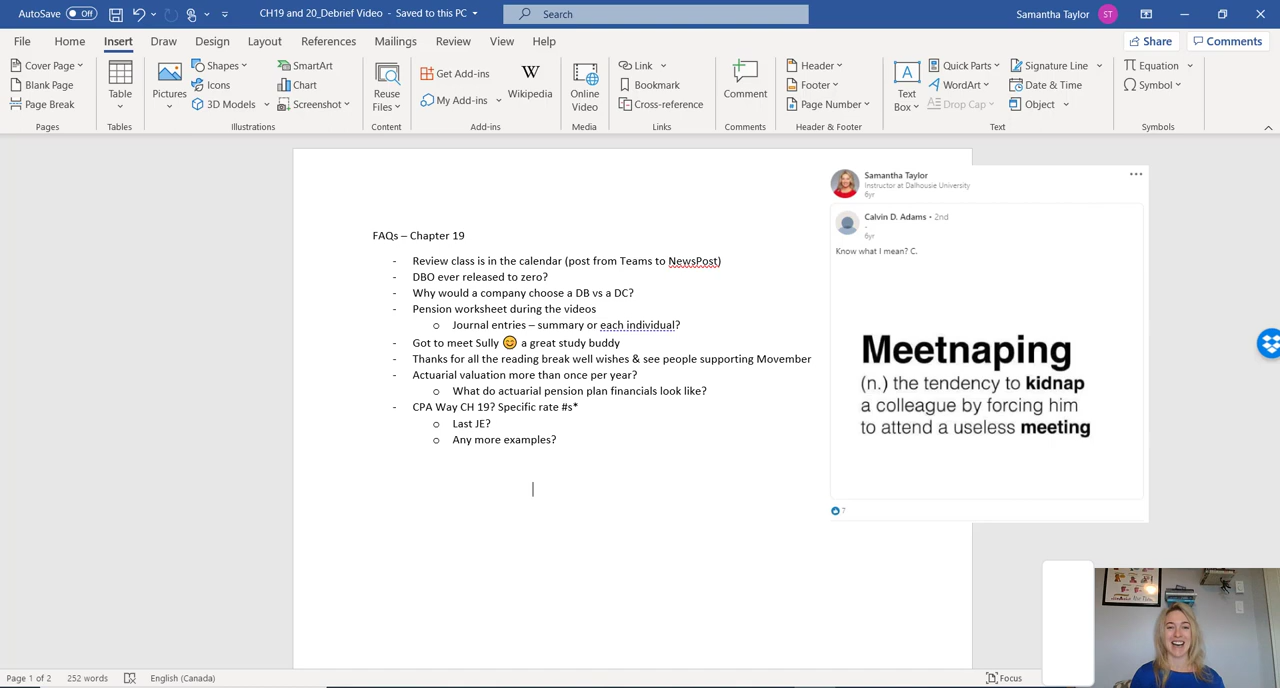 AutoSave Off CH19 and 20_Debrief Video - Saved to this PC Search Samantha Taylor ST
File Home Insert Draw Design Layout References Mailings Review View Help Share Comments
Cover Page
Blank Page
Page Break
Pages
Table
Tables
Pictures
Shapes
Icons
3D Models
SmartArt
Chart
Screenshot
Illustrations
Reuse
Files
Content
Get Add-ins
My Add-ins
Wikipedia
Add-ins
Online
Video
Media
Link
Bookmark
Cross-reference
Links
Comment
Comments
Header
Footer
Page Number
Header & Footer
Text
Box
Quick Parts
WordArt
Drop Cap
Signature Line
Date & Time
Object
Text
Equation
Symbol
Symbols
FAQs – Chapter 19
- Review class is in the calendar (post from Teams to NewsPost)
- DBO ever released to zero?
- Why would a company choose a DB vs a DC?
- Pension worksheet during the videos
o Journal entries – summary or each individual?
- Got to meet Sully 😊 a great study buddy
- Thanks for all the reading break well wishes & see people supporting Movember
- Actuarial valuation more than once per year?
o What do actuarial pension plan financials look like?
- CPA Way CH 19? Specific rate #s*
o Last JE?
o Any more examples?
Samantha Taylor
Instructor at Dalhousie University
6yr
Calvin D. Adams • 2nd
-
6yr
Know what I mean? C.
Meetnaping
(n.) the tendency to kidnap
a colleague by forcing him
to attend a useless meeting
7
Page 1 of 2 252 words English (Canada) Focus